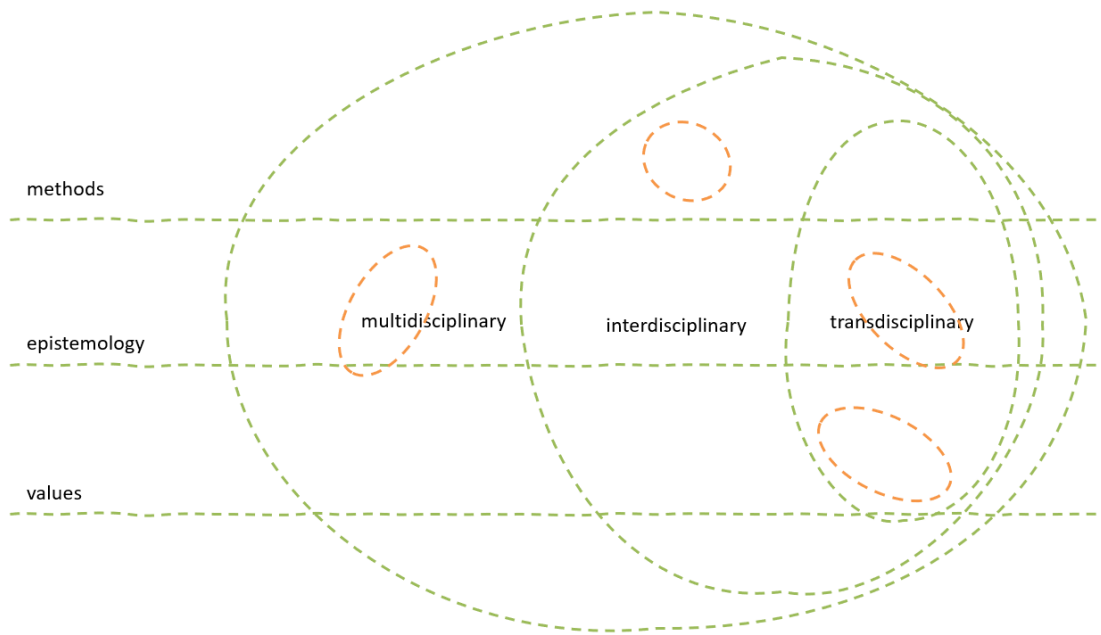 methods
multidisciplinary
interdisciplinary
transdisciplinary
epistemology
values